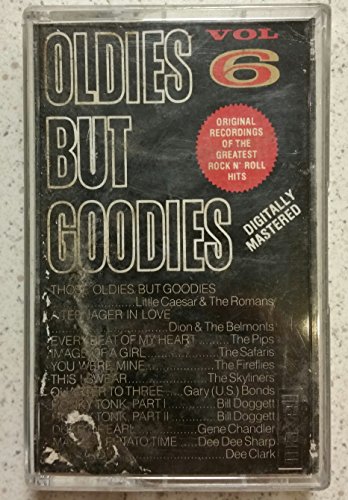 OLDIES
VOL
6
BUT
GOODIES
ORIGINAL
RECORDINGS
OF THE
GREATEST
ROCK N' ROLL
HITS
DIGITALLY
MASTERED
THOSE OLDIES BUT GOODIES
Little Caesar & The Romans
A TEENAGER IN LOVE
Dion & The Belmonts
EVERY BEAT OF MY HEART The Pips
IMAGE OF A GIRL The Safaris
YOU WERE MINE The Fireflies
THIS I SWEAR The Skyliners
QUARTER TO THREE Gary (U.S.) Bonds
TONK, PART I Bill Doggett
TONK, PART II Bill Doggett
EARL Gene Chandler
POTATO TIME Dee Dee Sharp
Dee Clark